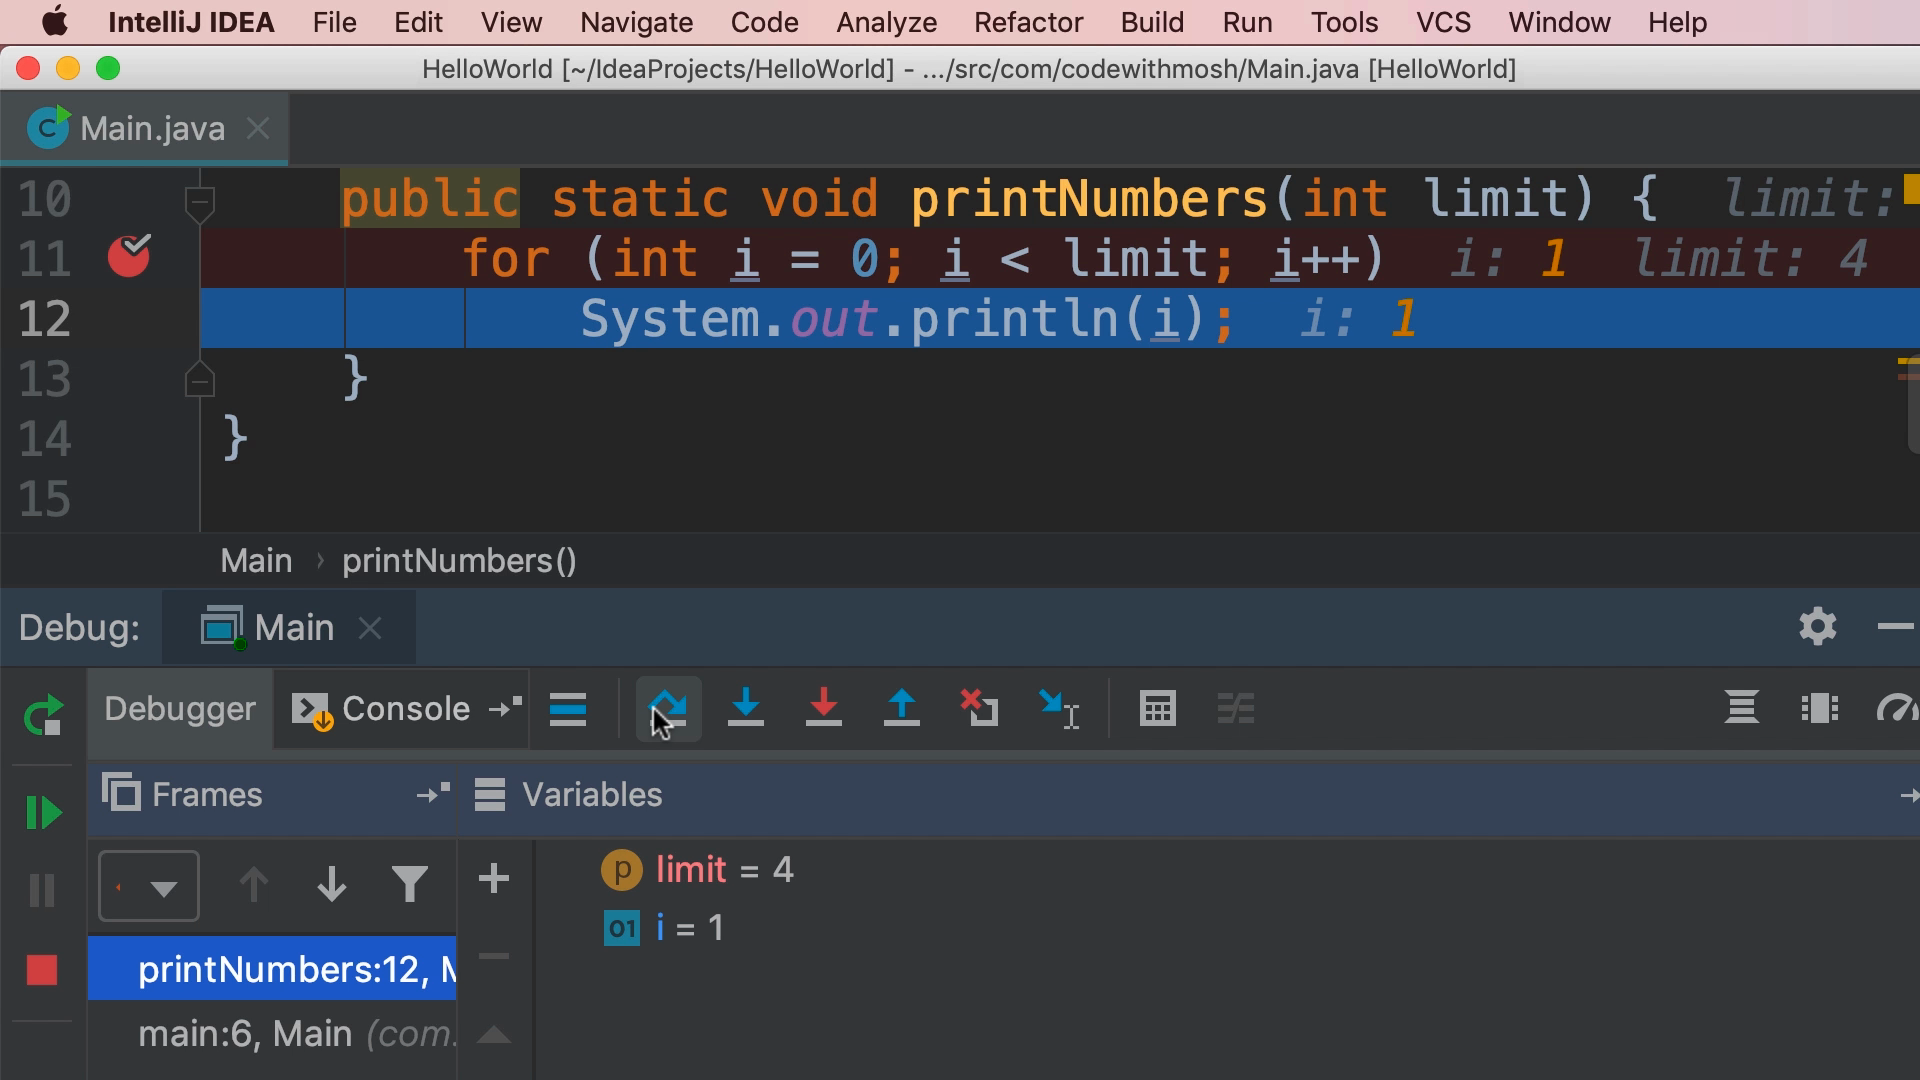 IntelliJ IDEA File Edit View Navigate Code Analyze Refactor Build Run Tools VCS Window Help
HelloWorld [~/IdeaProjects/HelloWorld] - .../src/com/codewithmosh/Main.java [HelloWorld]
C Main.java
10 public static void printNumbers(int limit) { limit:
11 for (int i = 0; i < limit; i++) i: 1 limit: 4
12 System.out.println(i); i: 1
13 }
14 }
15
Main › printNumbers()
Debug: Main
Debugger Console
Frames Variables
p limit = 4
01 i = 1
printNumbers:12, M
main:6, Main (com.